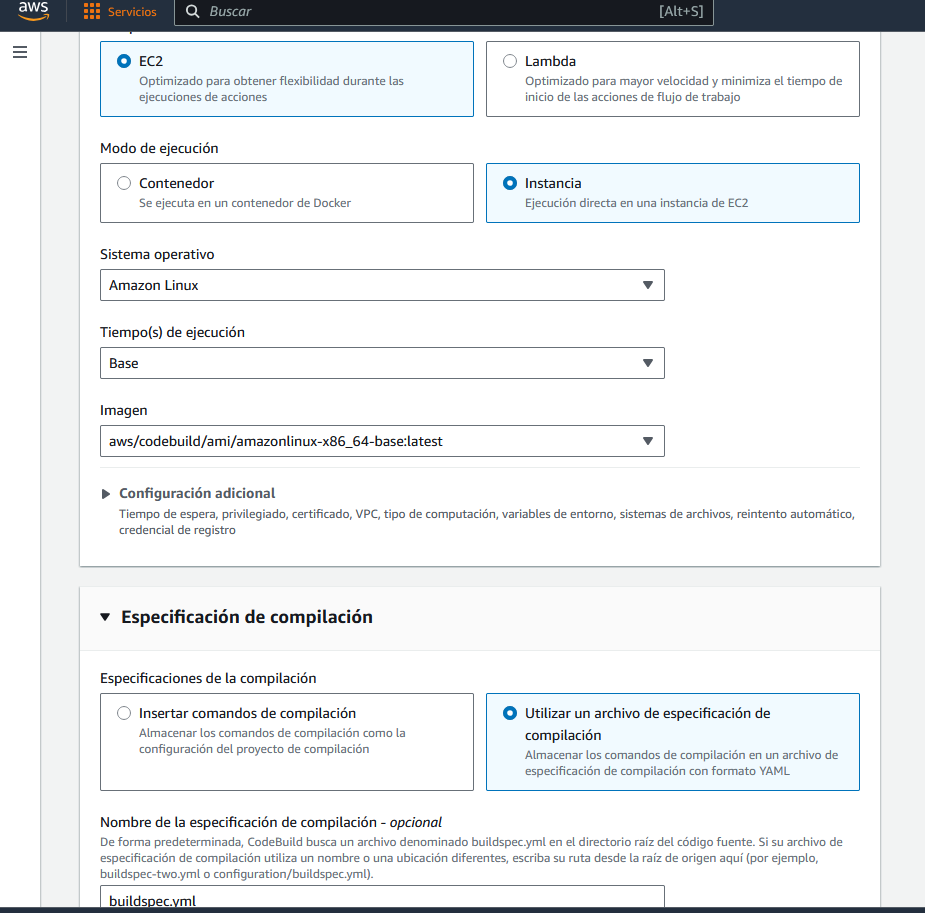 aws
Servicios
Buscar
[Alt+S]
EC2
Optimizado para obtener flexibilidad durante las
ejecuciones de acciones
Lambda
Optimizado para mayor velocidad y minimiza el tiempo de
inicio de las acciones de flujo de trabajo
Modo de ejecución
Contenedor
Se ejecuta en un contenedor de Docker
Instancia
Ejecución directa en una instancia de EC2
Sistema operativo
Amazon Linux
Tiempo(s) de ejecución
Base
Imagen
aws/codebuild/ami/amazonlinux-x86_64-base:latest
Configuración adicional
Tiempo de espera, privilegiado, certificado, VPC, tipo de computación, variables de entorno, sistemas de archivos, reintento automático,
credencial de registro
Especificación de compilación
Especificaciones de la compilación
Insertar comandos de compilación
Almacenar los comandos de compilación como la
configuración del proyecto de compilación
Utilizar un archivo de especificación de
compilación
Almacenar los comandos de compilación en un archivo de
especificación de compilación con formato YAML
Nombre de la especificación de compilación - opcional
De forma predeterminada, CodeBuild busca un archivo denominado buildspec.yml en el directorio raíz del código fuente. Si su archivo de
especificación de compilación utiliza un nombre o una ubicación diferentes, escriba su ruta desde la raíz de origen aquí (por ejemplo,
buildspec-two.yml o configuration/buildspec.yml).
buildspec.yml